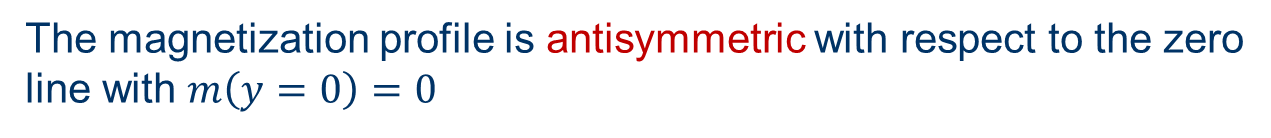 The magnetization profile is antisymmetric with respect to the zero
line with 𝑚(𝑦 = 0) = 0